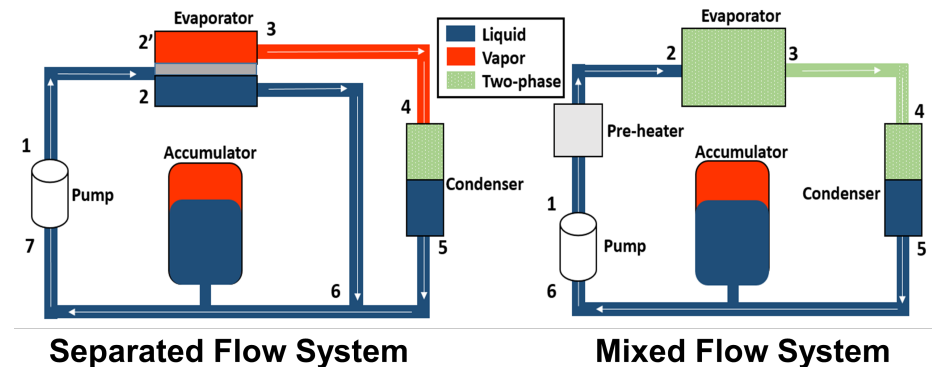 Evaporator
2′
3
2
1
Pump
7
Accumulator
4
Condenser
5
6
Liquid
Vapor
Two-phase
Evaporator
2
3
Pre-heater
1
Pump
6
Accumulator
4
Condenser
5
Separated Flow System
Mixed Flow System